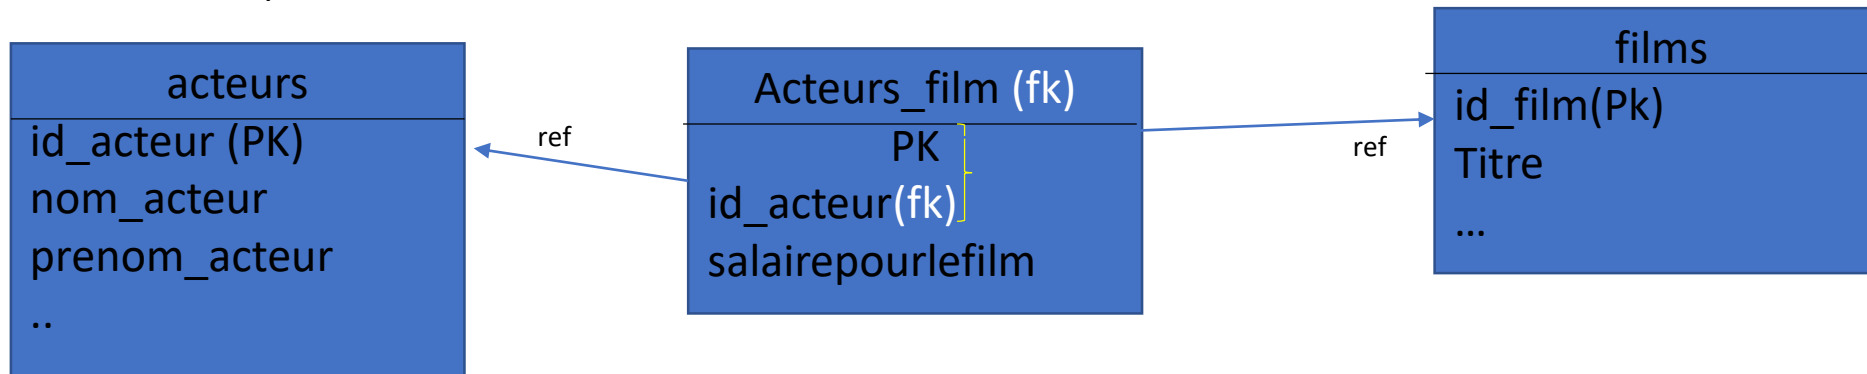 acteurs
id_acteur (PK)
nom_acteur
prenom_acteur
..
ref
Acteurs_film (fk)
PK
id_acteur(fk)
salairepourlefilm
ref
films
id_film(Pk)
Titre
...